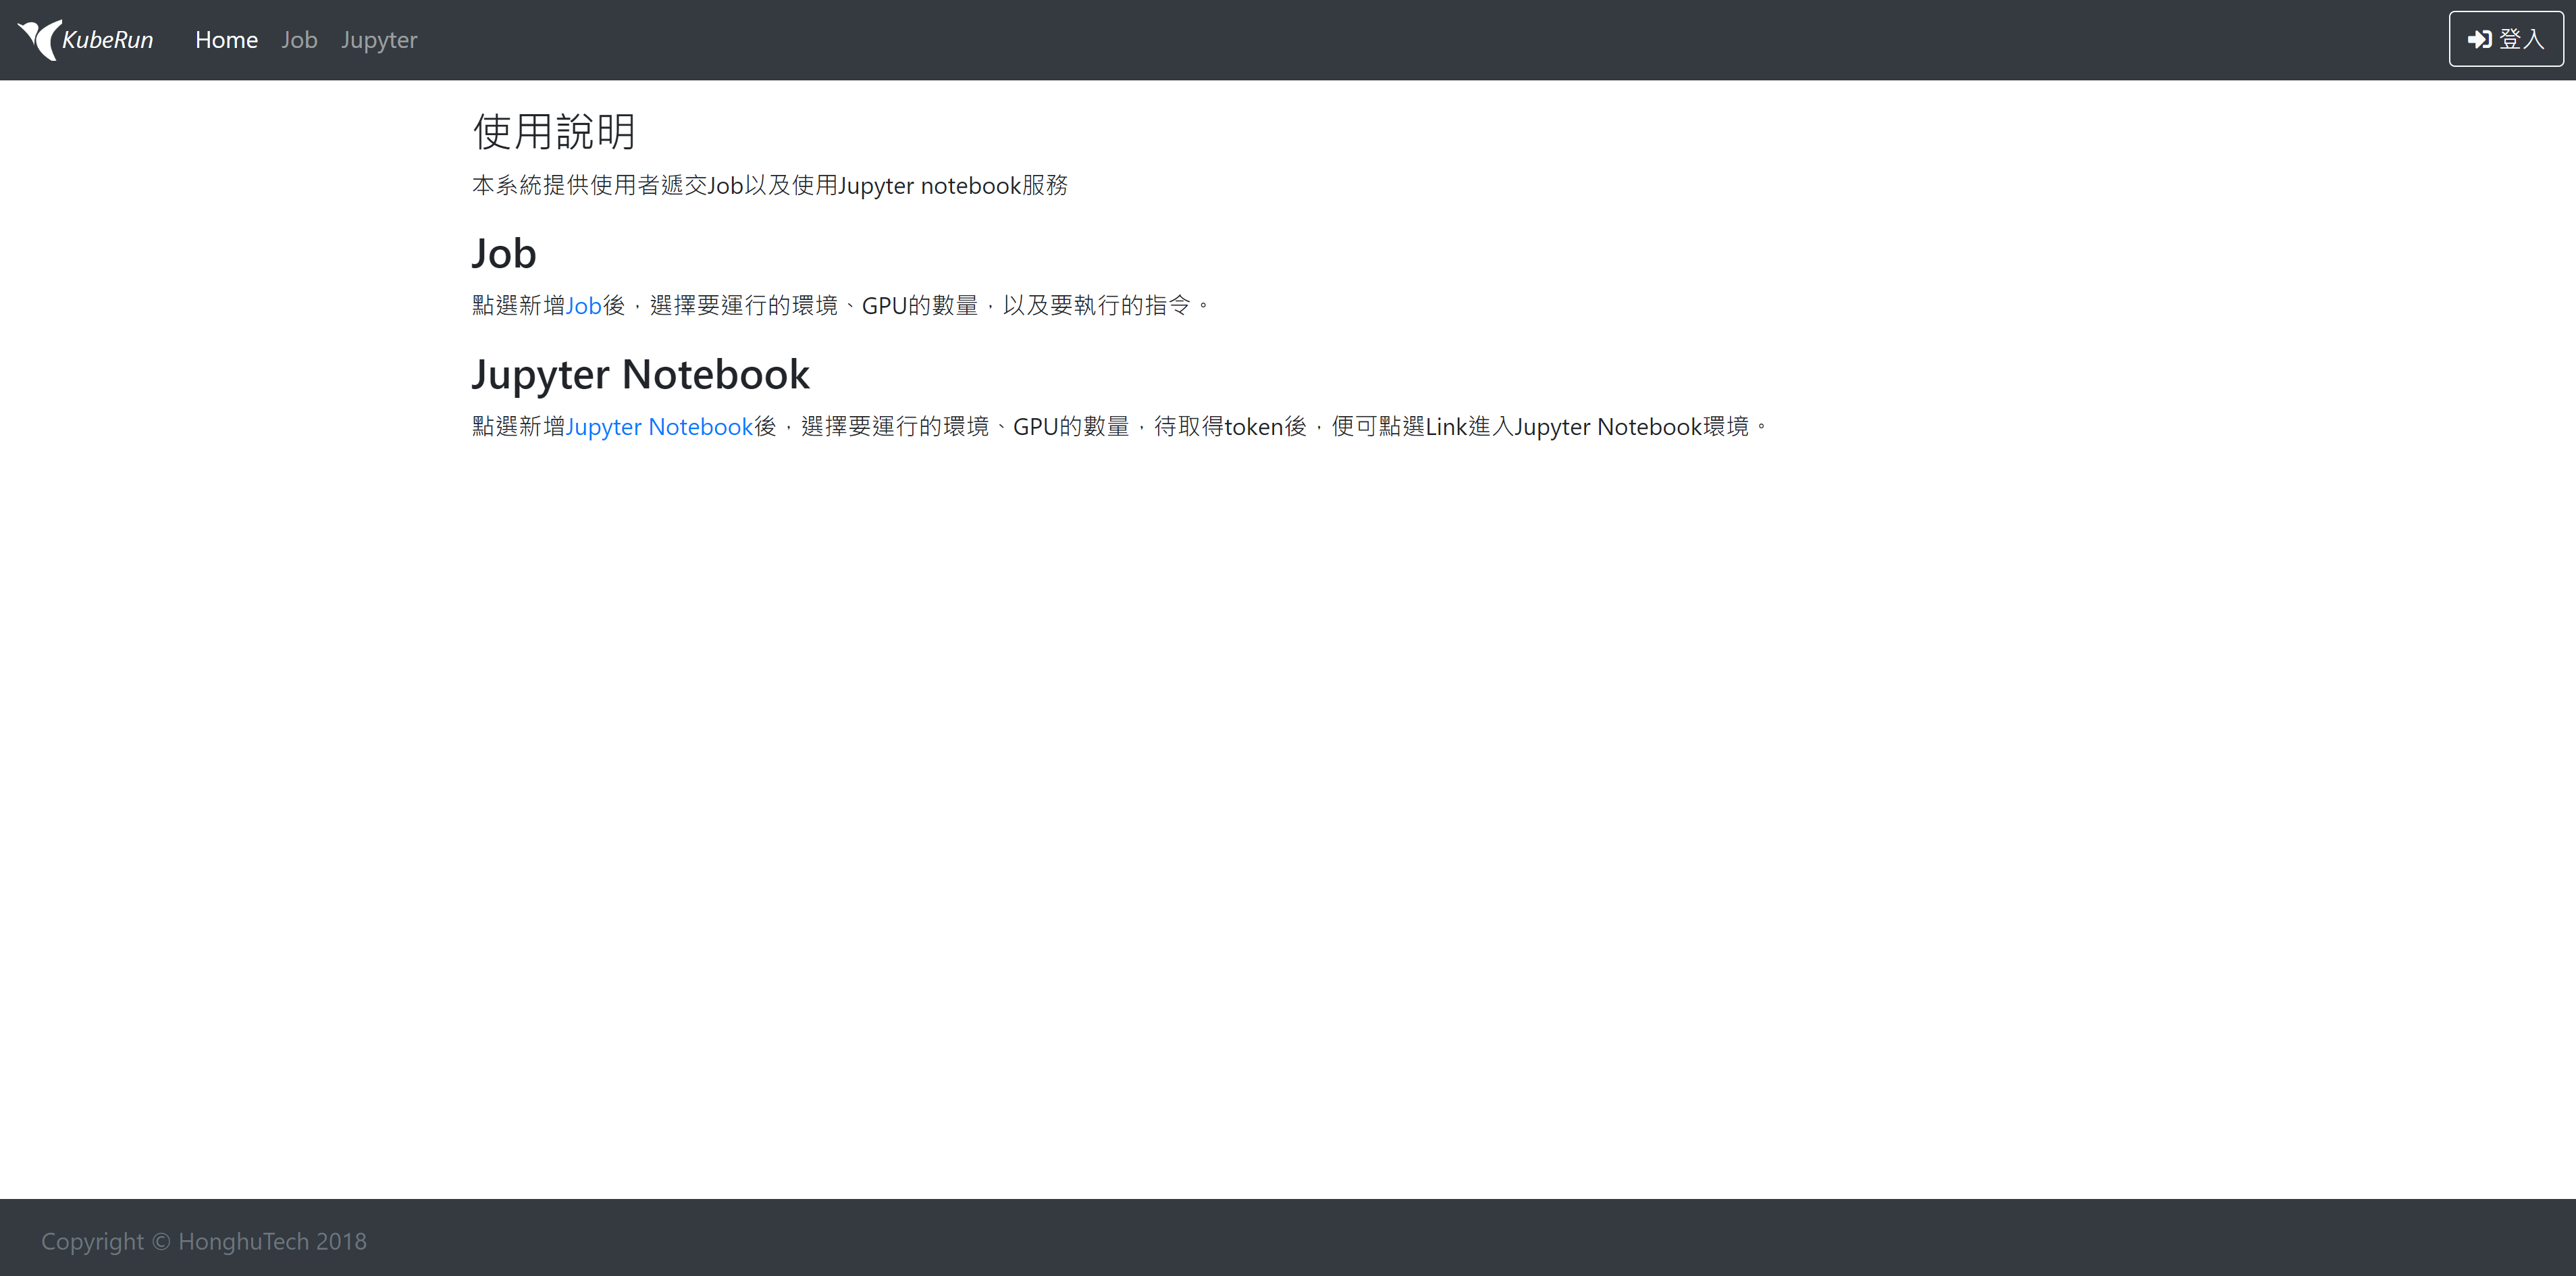 KubeRun Home Job Jupyter 登入
使用說明
本系統提供使用者遞交Job以及使用Jupyter notebook服務
Job
點選新增Job後，選擇要運行的環境、GPU的數量，以及要執行的指令。
Jupyter Notebook
點選新增Jupyter Notebook後，選擇要運行的環境、GPU的數量，待取得token後，便可點選Link進入Jupyter Notebook環境。
Copyright © HonghuTech 2018